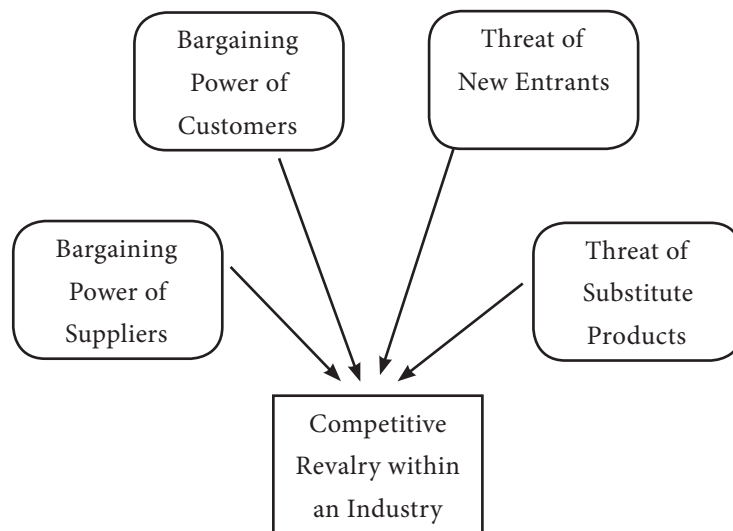 Bargaining
Power of
Customers
Threat of
New Entrants
Bargaining
Power of
Suppliers
Threat of
Substitute
Products
Competitive
Revalry within
an Industry